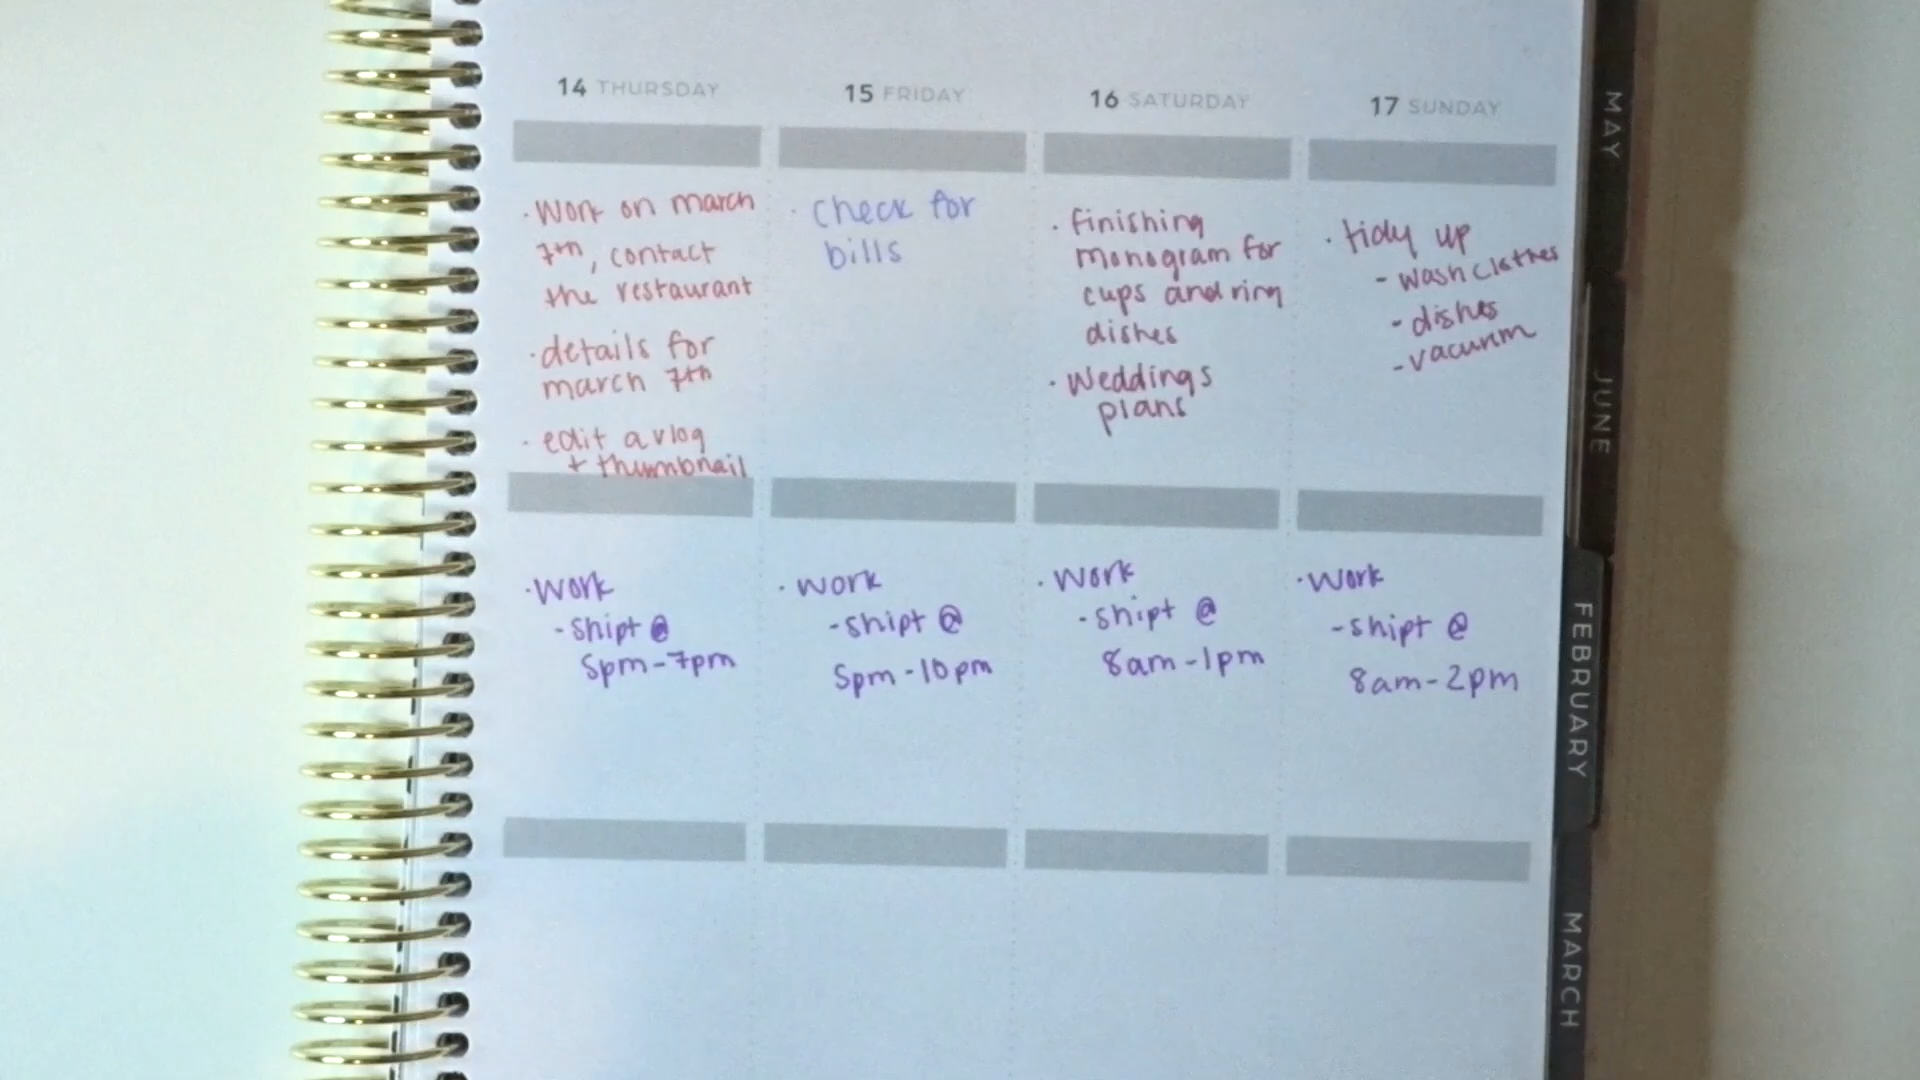 14 THURSDAY
· Work on march
7th, contact
the restaurant
· details for
march 7th
· edit a vlog
+ thumbnail
· Work
- Shipt @
5pm-7pm
15 FRIDAY
· Check for
bills
· Work
- Shipt @
5pm-10pm
16 SATURDAY
· finishing
monogram for
cups and ring
dishes
· Weddings
plans
· Work
- Shipt @
8am-1pm
17 SUNDAY
· tidy up
- wash clothes
- dishes
- vacuum
· Work
- Shipt @
8am-2pm
MAY
JUNE
FEBRUARY
MARCH